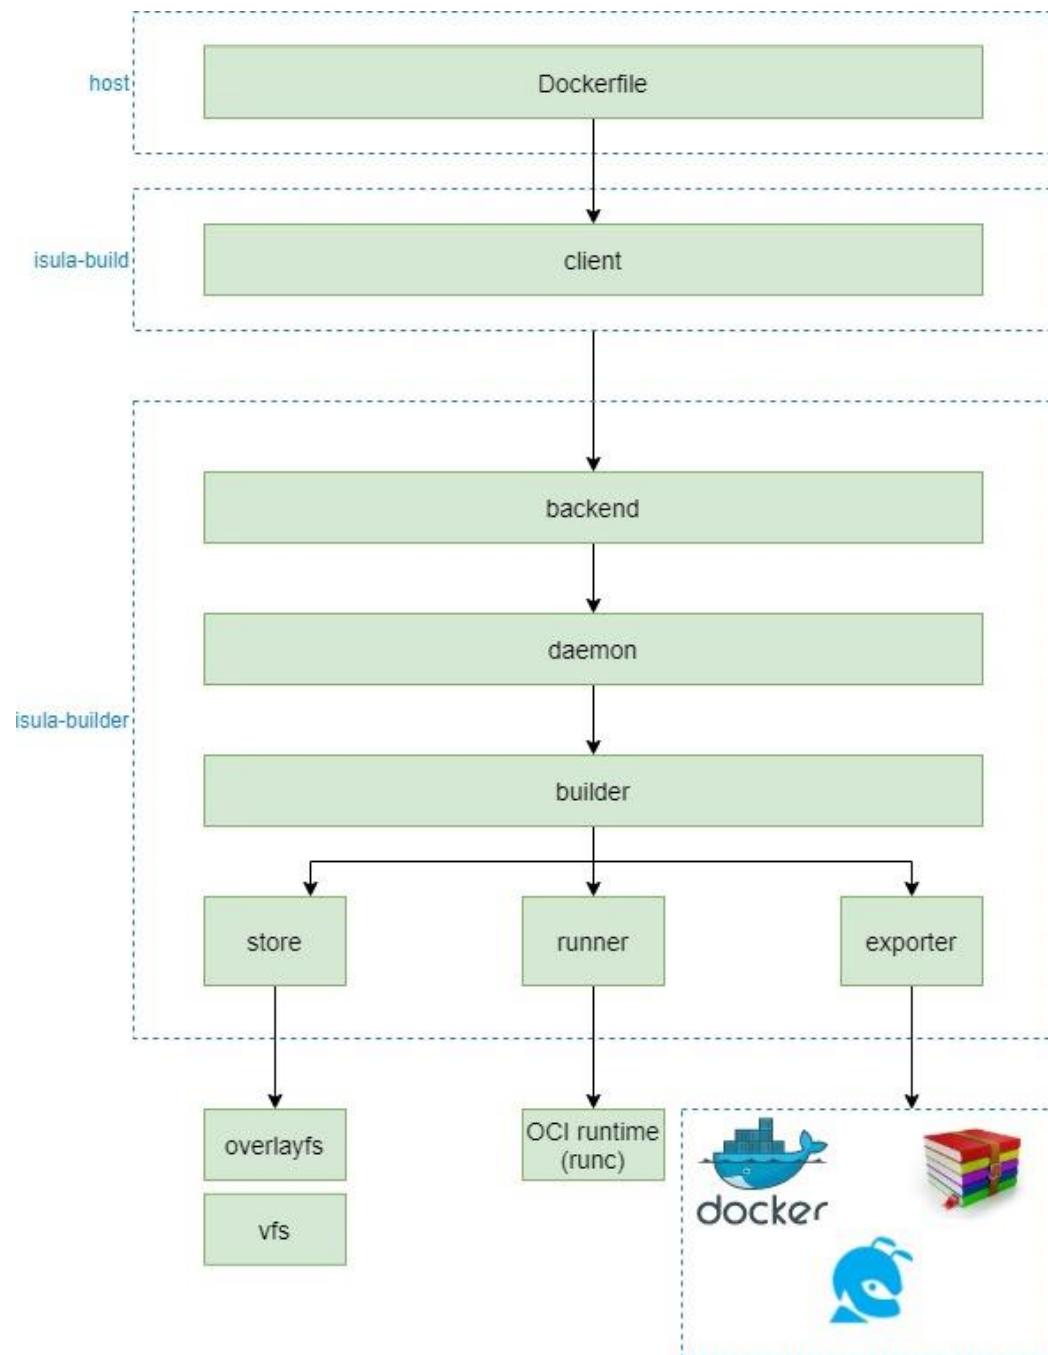 host
Dockerfile
isula-build
client
backend
daemon
isula-builder
builder
store
runner
exporter
overlayfs
OCI runtime
(runc)
vfs
docker